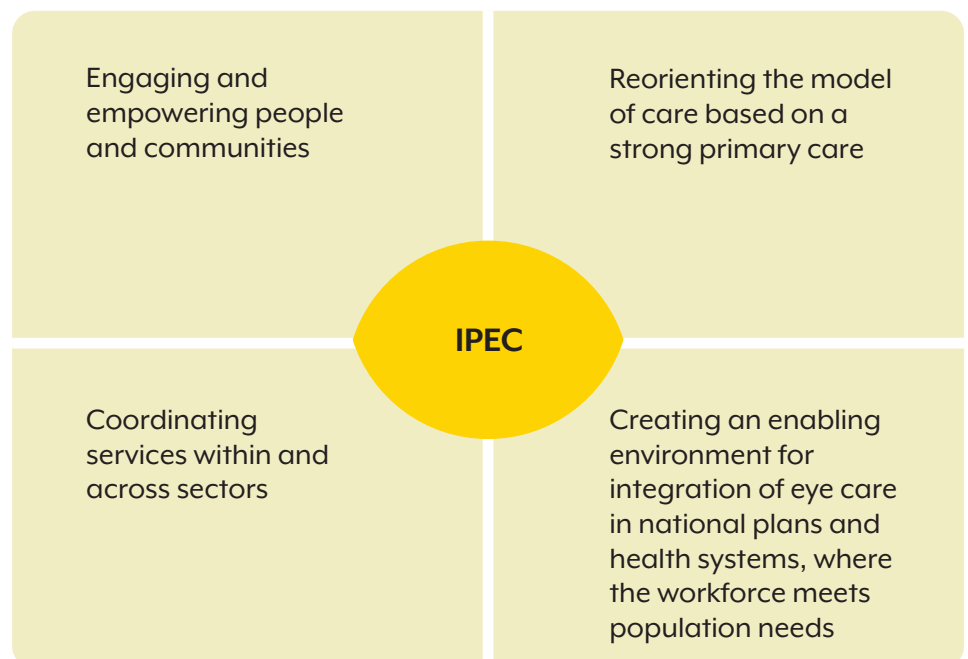 Engaging and
empowering people
and communities
Reorienting the model
of care based on a
strong primary care
IPEC
Coordinating
services within and
across sectors
Creating an enabling
environment for
integration of eye care
in national plans and
health systems, where
the workforce meets
population needs